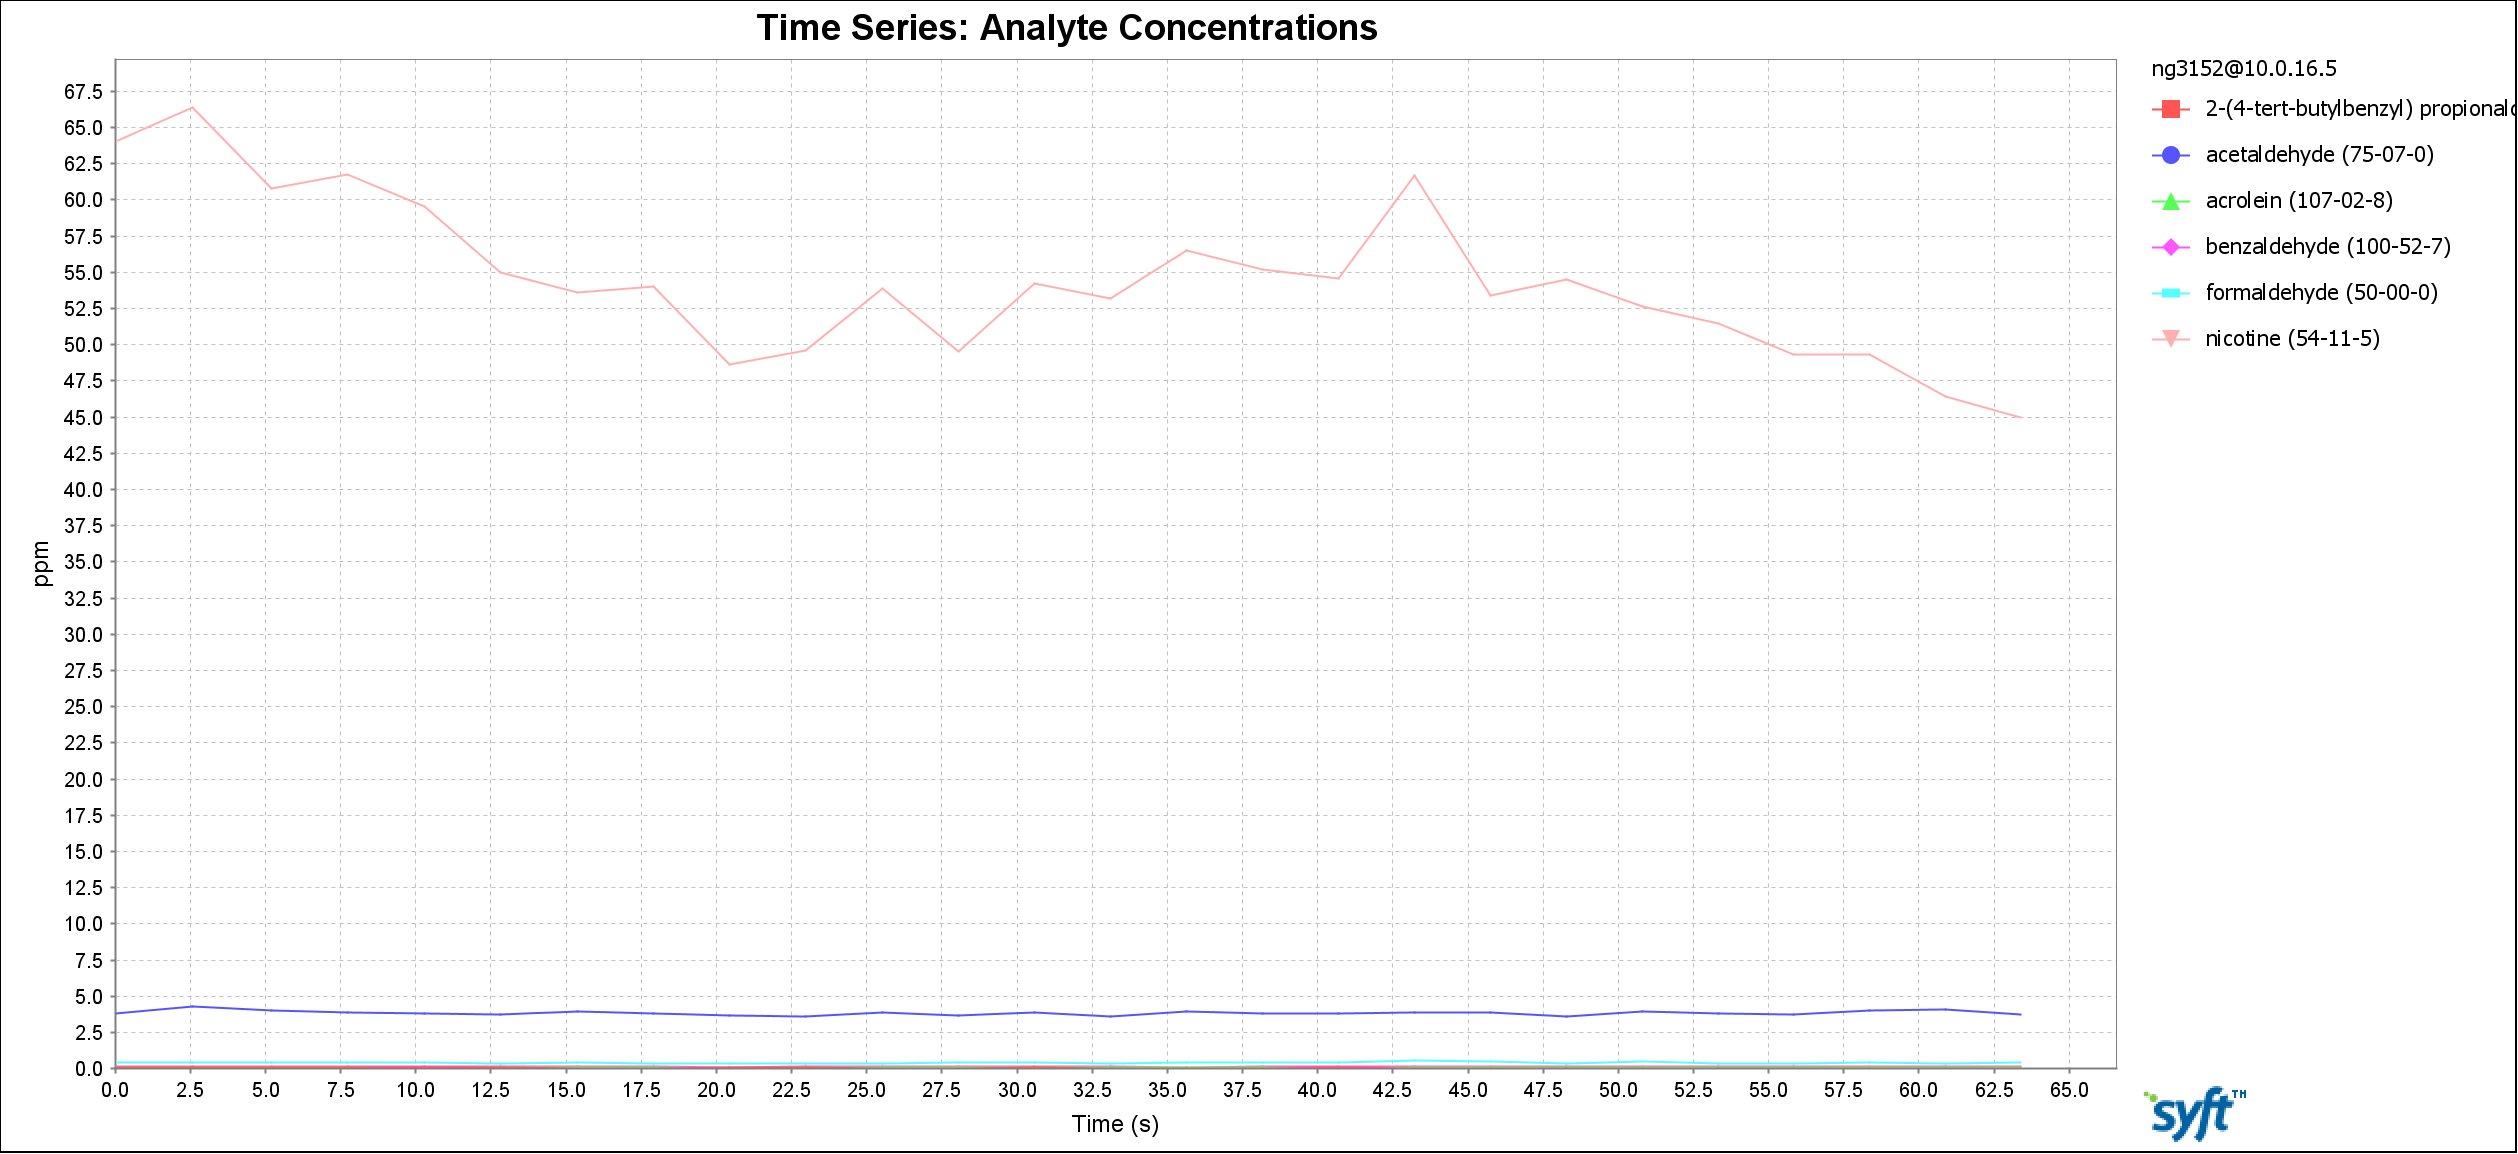 Time Series: Analyte Concentrations
ng3152@10.0.16.5
2-(4-tert-butylbenzyl) propional
acetaldehyde (75-07-0)
acrolein (107-02-8)
benzaldehyde (100-52-7)
formaldehyde (50-00-0)
nicotine (54-11-5)
67.5
65.0
62.5
60.0
57.5
55.0
52.5
50.0
47.5
45.0
42.5
40.0
37.5
35.0
32.5
30.0
27.5
25.0
22.5
20.0
17.5
15.0
12.5
10.0
7.5
5.0
2.5
0.0
ppm
0.0 2.5 5.0 7.5 10.0 12.5 15.0 17.5 20.0 22.5 25.0 27.5 30.0 32.5 35.0 37.5 40.0 42.5 45.0 47.5 50.0 52.5 55.0 57.5 60.0 62.5 65.0
Time (s)
syft™